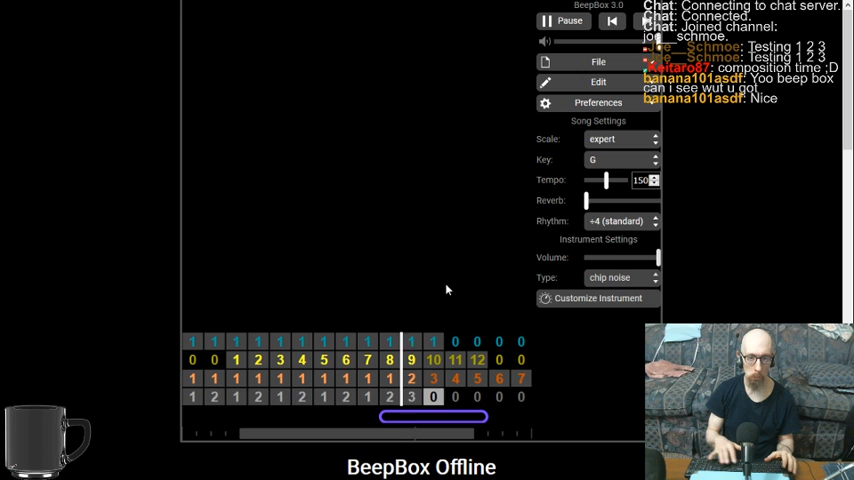 BeepBox 3.0
Pause
File
Edit
Preferences
Song Settings
Scale: expert
Key: G
Tempo: 150
Reverb:
Rhythm: +4 (standard)
Instrument Settings
Volume:
Type: chip noise
Customize Instrument
1 1 1 1 1 1 1 1 1 1 1 1 0 0 0 0
0 0 1 2 3 4 5 6 7 8 9 10 11 12 0 0
1 1 1 1 1 1 1 1 1 1 2 3 4 5 6 7
1 2 1 2 1 2 1 2 1 2 3 0 0 0 0 0
BeepBox Offline
Chat: Connecting to chat server.
Chat: Connected.
Chat: Joined channel:
joe__schmoe.
Joe__Schmoe: Testing 1 2 3
Joe__Schmoe: Testing 1 2 3
Keitaro87: composition time ;D
banana101asdf: Yoo beep box
can i see wut u got
banana101asdf: Nice